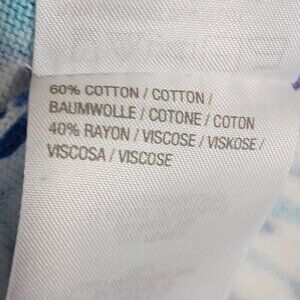 60% COTTON / COTTON /
BAUMWOLLE / COTONE / COTON
40% RAYON / VISCOSE / VISKOSE /
VISCOSA / VISCOSE